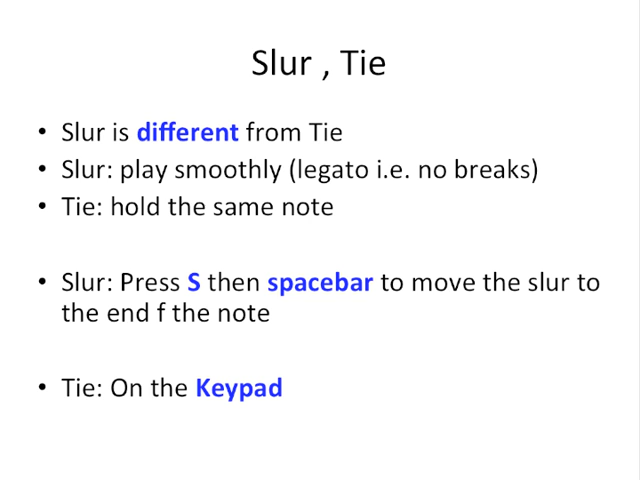 Slur , Tie
• Slur is different from Tie
• Slur: play smoothly (legato i.e. no breaks)
• Tie: hold the same note
• Slur: Press S then spacebar to move the slur to
the end f the note
• Tie: On the Keypad